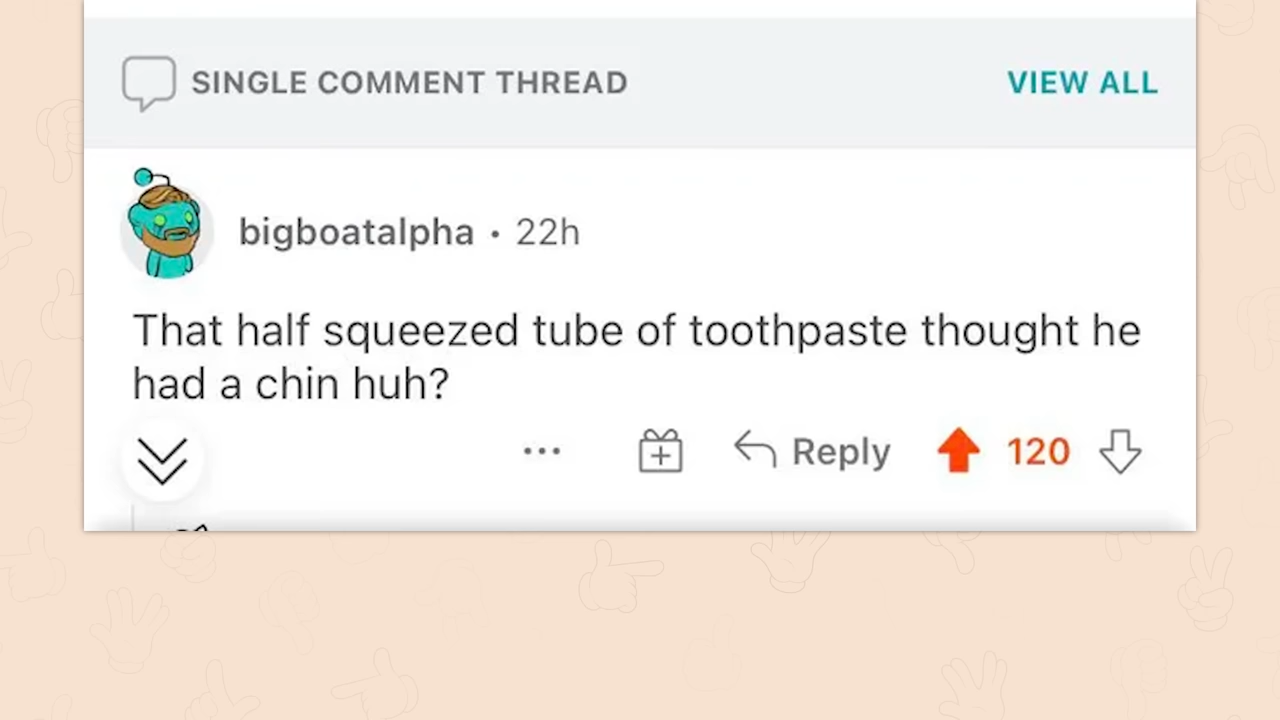 SINGLE COMMENT THREAD VIEW ALL
bigboatalpha • 22h
That half squeezed tube of toothpaste thought he
had a chin huh?
... Reply 120